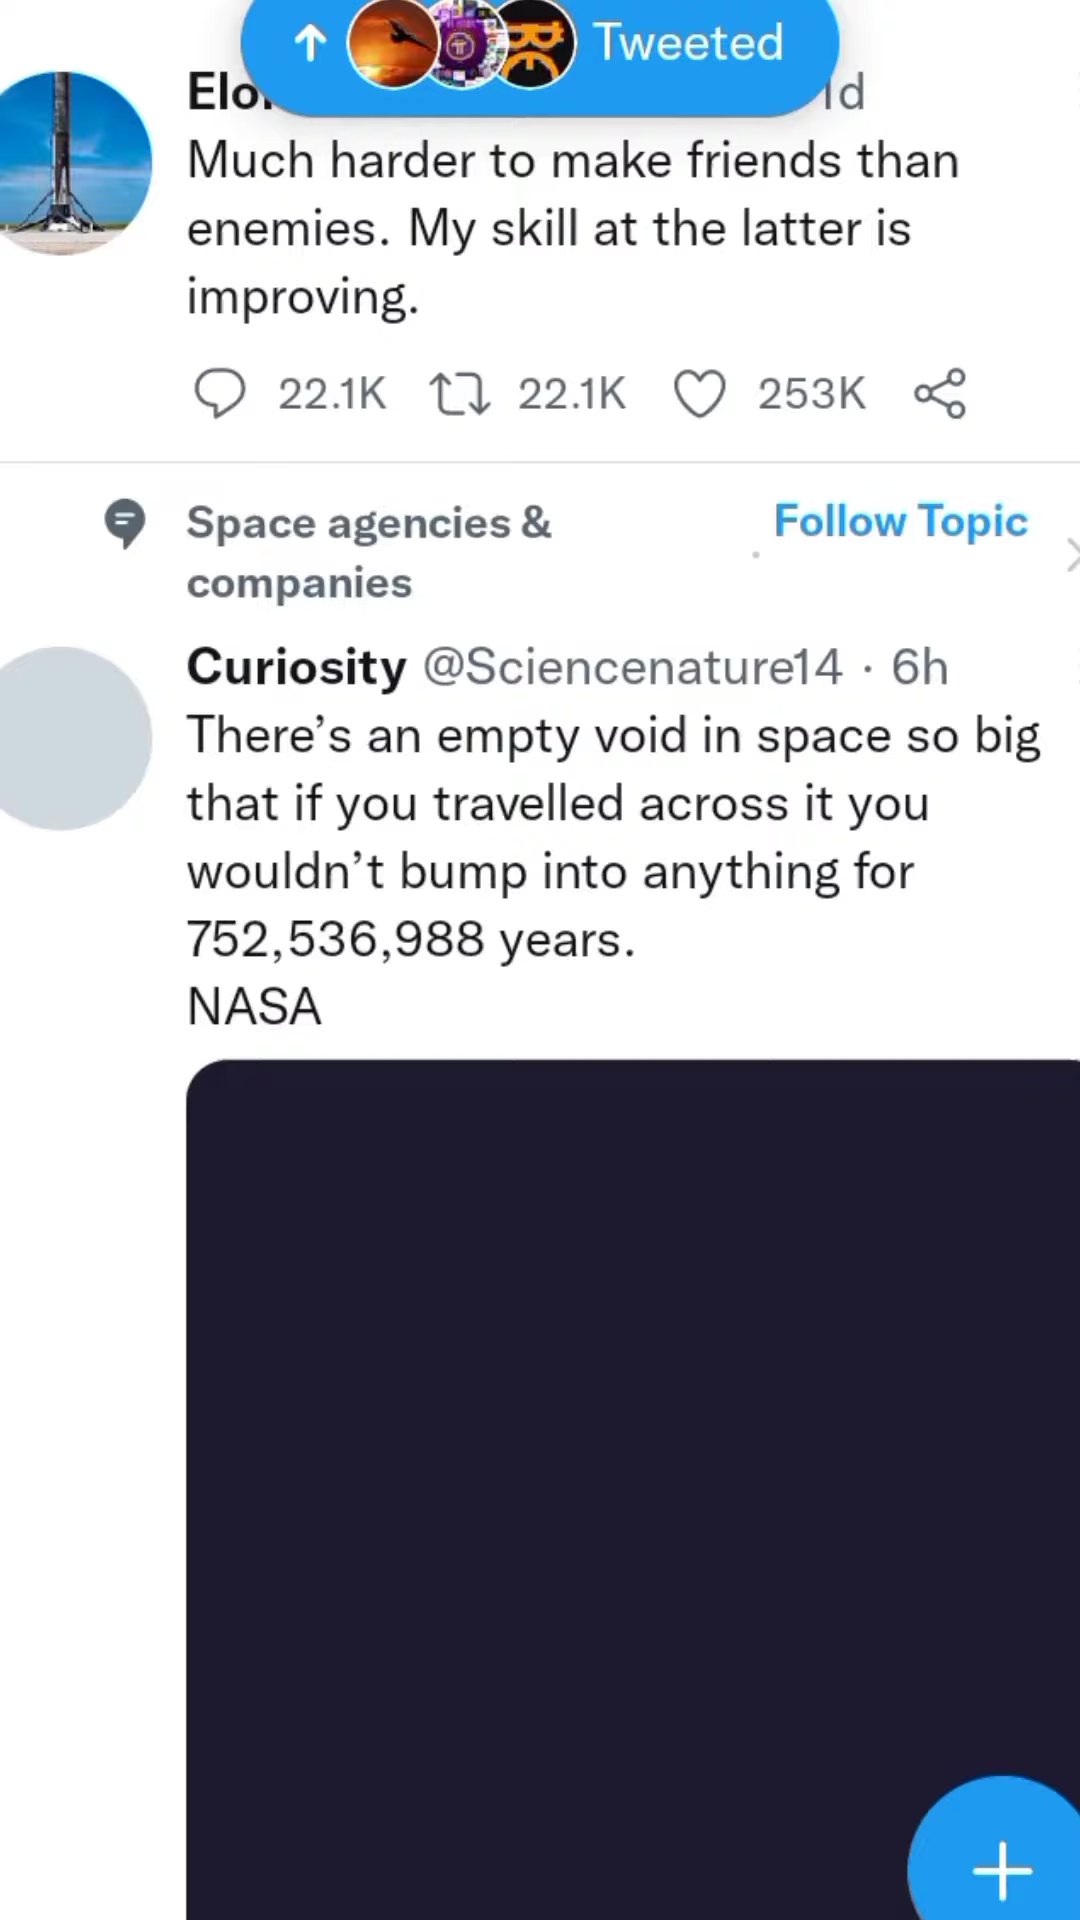 Tweeted
1d
Much harder to make friends than
enemies. My skill at the latter is
improving.
22.1K 22.1K 253K
Space agencies &
companies
Follow Topic
Curiosity @Sciencenature14 · 6h
There’s an empty void in space so big
that if you travelled across it you
wouldn’t bump into anything for
752,536,988 years.
NASA